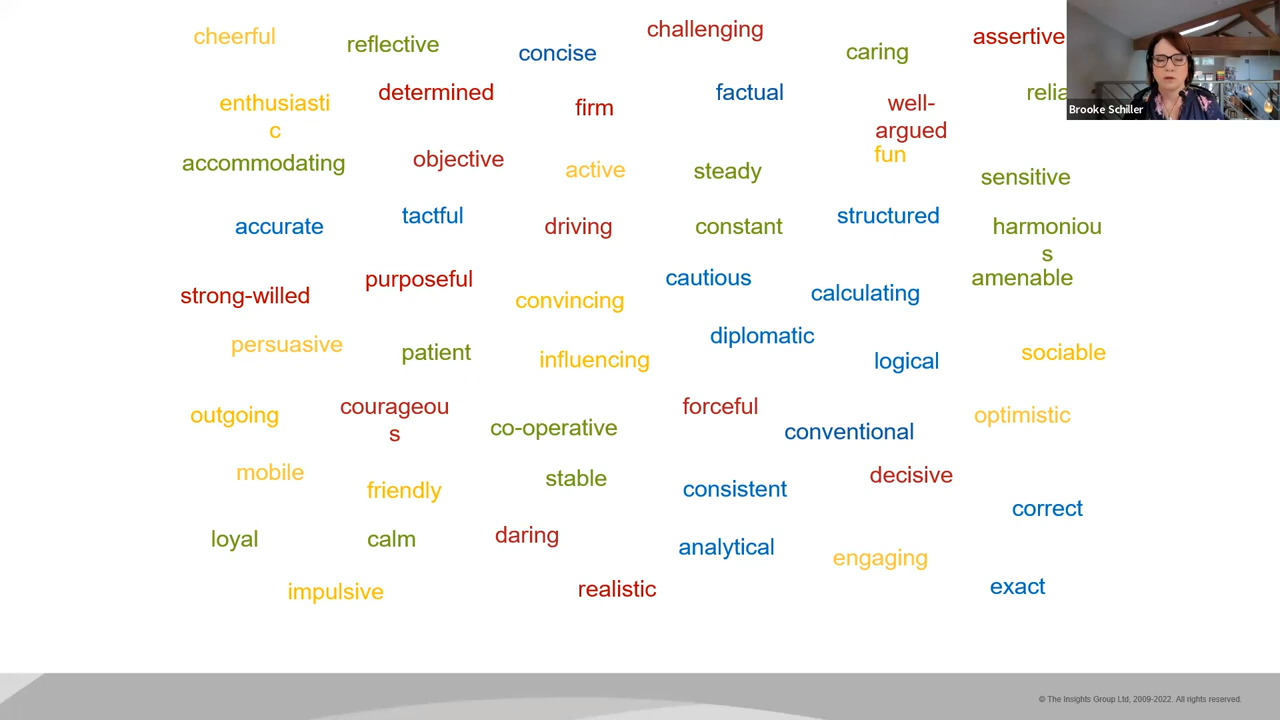 cheerful
reflective
concise
challenging
caring
assertive
enthusiasti
c
determined
firm
factual
well-
argued
Brooke Schiller
accommodating
objective
active
steady
fun
sensitive
accurate
tactful
driving
constant
structured
harmoniou
s
strong-willed
purposeful
convincing
cautious
calculating
amenable
persuasive
patient
influencing
diplomatic
logical
sociable
outgoing
courageou
s
co-operative
forceful
conventional
optimistic
mobile
friendly
stable
consistent
decisive
correct
loyal
calm
daring
analytical
engaging
impulsive
realistic
exact
© The Insights Group Ltd, 2009-2022. All rights reserved.